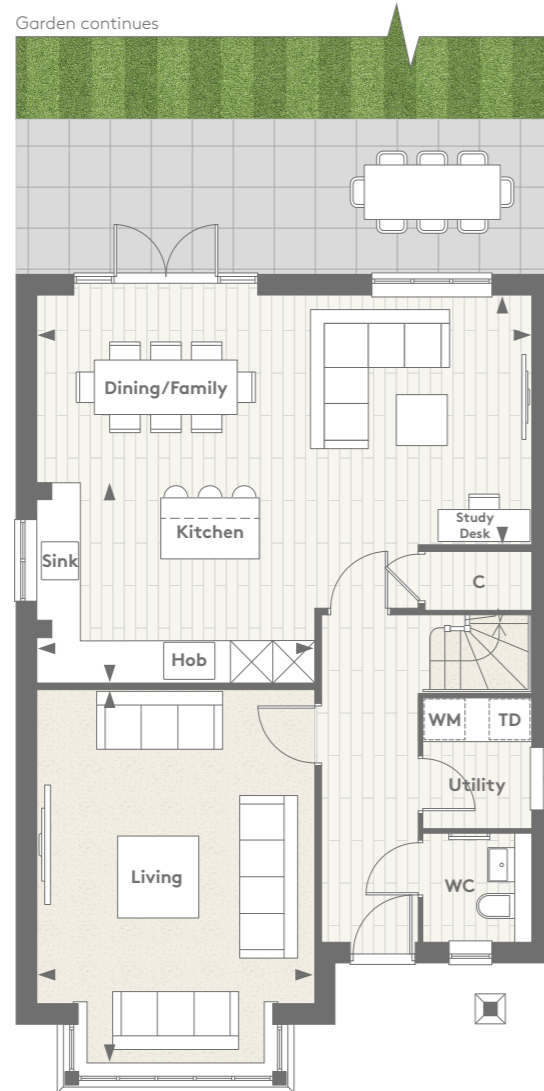 Garden continues
Dining/Family
Study
Desk
Kitchen
Sink
C
Hob
WM TD
Utility
Living
WC